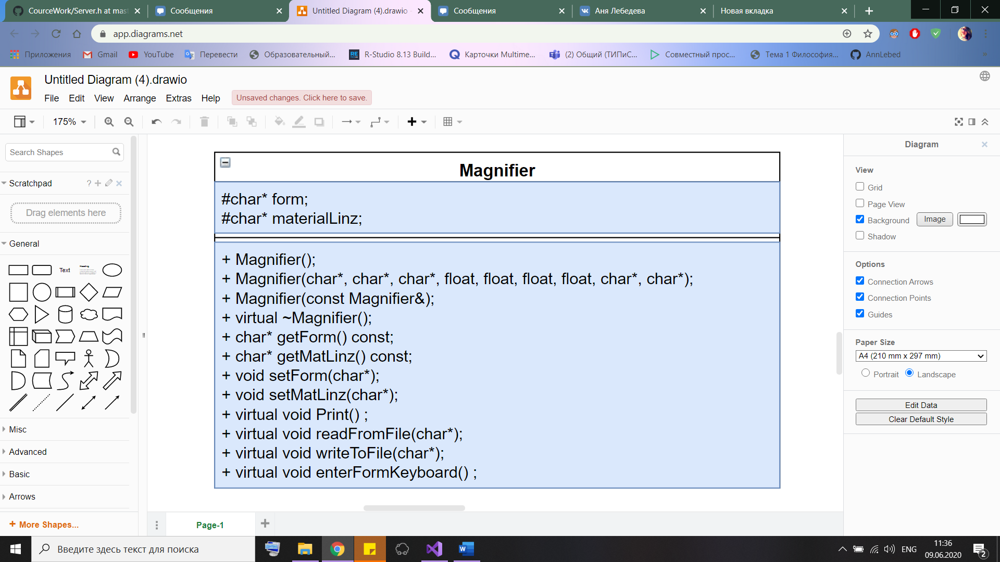 CourceWork/Server.h at mast
Сообщения
Untitled Diagram (4).drawio -
Сообщения
Аня Лебедева
Новая вкладка
app.diagrams.net
Приложения
Gmail
YouTube
Перевести
Образовательный...
R-Studio 8.13 Build...
Карточки Multime...
(2) Общий (ТИПиС...
Совместный прос...
Тема 1 Философия...
AnnLebed
Untitled Diagram (4).drawio
File Edit View Arrange Extras Help
Unsaved changes. Click here to save.
175%
Search Shapes
Scratchpad
?
Drag elements here
General
Text
Heading
Misc
Advanced
Basic
Arrows
+ More Shapes...
Magnifier
#char* form;
#char* materialLinz;
+ Magnifier();
+ Magnifier(char*, char*, char*, float, float, float, float, char*, char*);
+ Magnifier(const Magnifier&);
+ virtual ~Magnifier();
+ char* getForm() const;
+ char* getMatLinz() const;
+ void setForm(char*);
+ void setMatLinz(char*);
+ virtual void Print() ;
+ virtual void readFromFile(char*);
+ virtual void writeToFile(char*);
+ virtual void enterFormKeyboard() ;
Page-1
Diagram
View
Grid
Page View
Background
Image
Shadow
Options
Connection Arrows
Connection Points
Guides
Paper Size
A4 (210 mm x 297 mm)
Portrait
Landscape
Edit Data
Clear Default Style
Введите здесь текст для поиска
ENG
11:36
09.06.2020
2